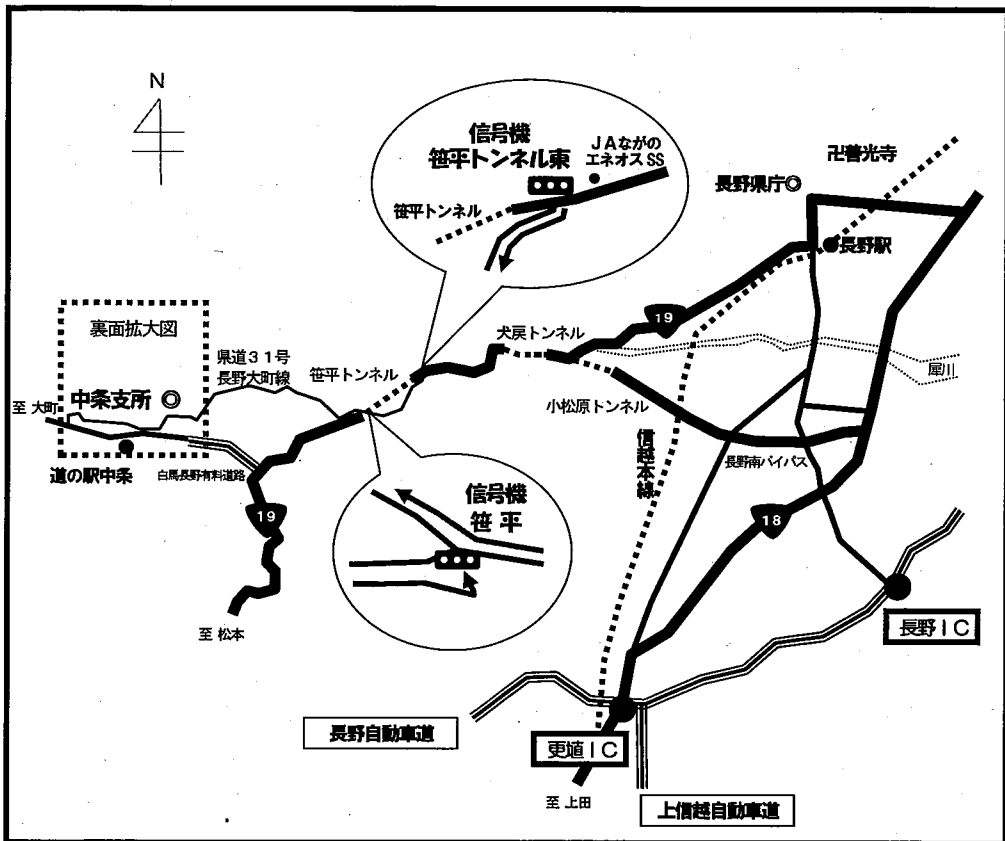 N
信号機
笹平トンネル東
JAながの
エネオスSS
笹平トンネル
卍善光寺
長野県庁◎
長野駅
19
犬戻トンネル
裏面拡大図
県道31号
長野大町線
笹平トンネル
犀川
中条支所 ◎
至 大町
小松原トンネル
信越本線
道の駅中条
白馬長野有料道路
長野南バイパス
信号機
笹 平
19
18
至 松本
長野IC
長野自動車道
更埴IC
至 上田
上信越自動車道